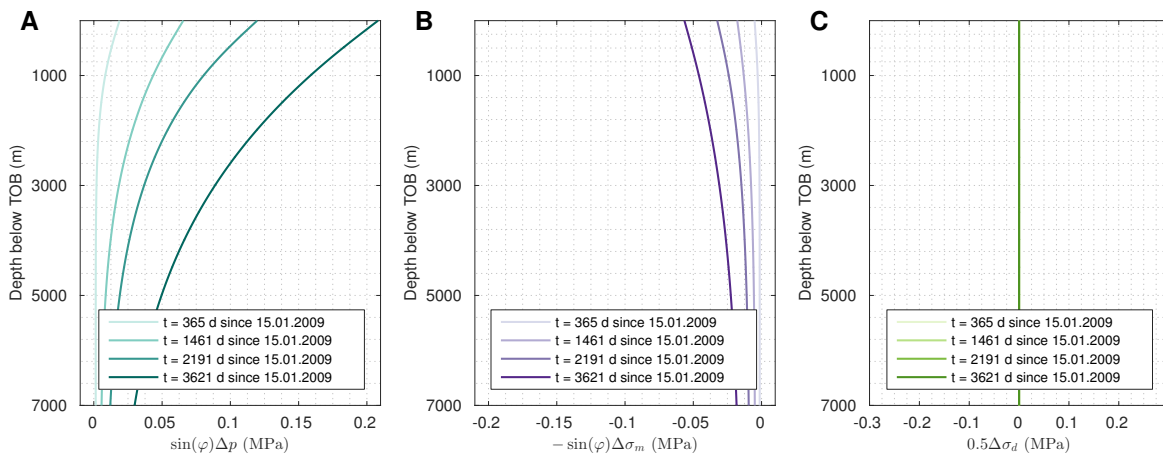 A
B
C
Depth below TOB (m)
1000
3000
5000
7000
t = 365 d since 15.01.2009
t = 1461 d since 15.01.2009
t = 2191 d since 15.01.2009
t = 3621 d since 15.01.2009
0 0.05 0.1 0.15 0.2
sin(φ)Δp (MPa)
Depth below TOB (m)
1000
3000
5000
7000
t = 365 d since 15.01.2009
t = 1461 d since 15.01.2009
t = 2191 d since 15.01.2009
t = 3621 d since 15.01.2009
-0.2 -0.15 -0.1 -0.05 0
− sin(φ)Δσm (MPa)
Depth below TOB (m)
1000
3000
5000
7000
t = 365 d since 15.01.2009
t = 1461 d since 15.01.2009
t = 2191 d since 15.01.2009
t = 3621 d since 15.01.2009
-0.3 -0.2 -0.1 0 0.1 0.2
0.5Δσd (MPa)